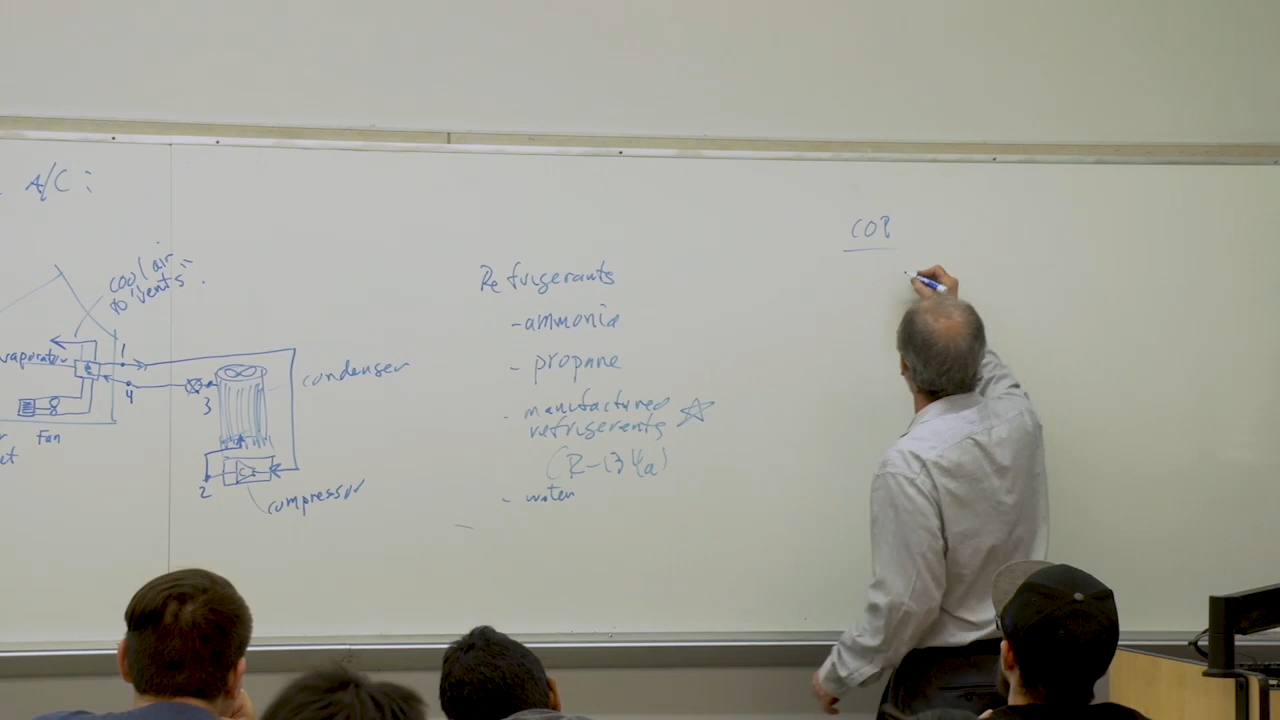 A/C:
cool air
to vents
evaporator
1
4
3
condenser
Fan
C
2
compressor
Refrigerants
-ammonia
- propane
- manufactured
refrigerants
(R-134a)
- water
COP